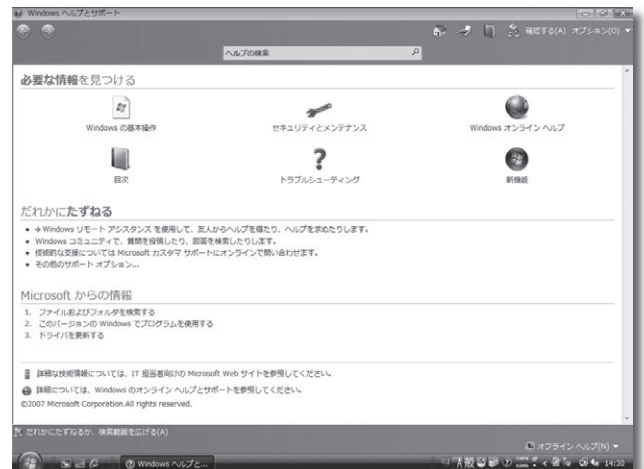 Windows ヘルプとサポート
確認する(A) オプション(O)
ヘルプの検索
必要な情報を見つける
Windows の基本操作
セキュリティとメンテナンス
Windows オンライン ヘルプ
目次
トラブルシューティング
新機能
だれかにたずねる
Windows リモート アシスタンス を使用して、友人からヘルプを得たり、ヘルプを求めたりします。
Windows コミュニティで、質問を投稿したり、回答を検索したりします。
技術的な支援については Microsoft カスタマ サポートにオンラインで問い合わせます。
その他のサポート オプション...
Microsoft からの情報
1. ファイルおよびフォルダを検索する
2. このバージョンの Windows でプログラムを使用する
3. ドライバを更新する
詳細な技術情報については、IT 担当者向けの Microsoft Web サイトを参照してください。
詳細については、Windows のオンライン ヘルプとサポートを参照してください。
©2007 Microsoft Corporation.All rights reserved.
だれかにたずねるか、検索範囲を広げる(A)
オフライン ヘルプ(N)
Windows ヘルプと...
A 般
14:30